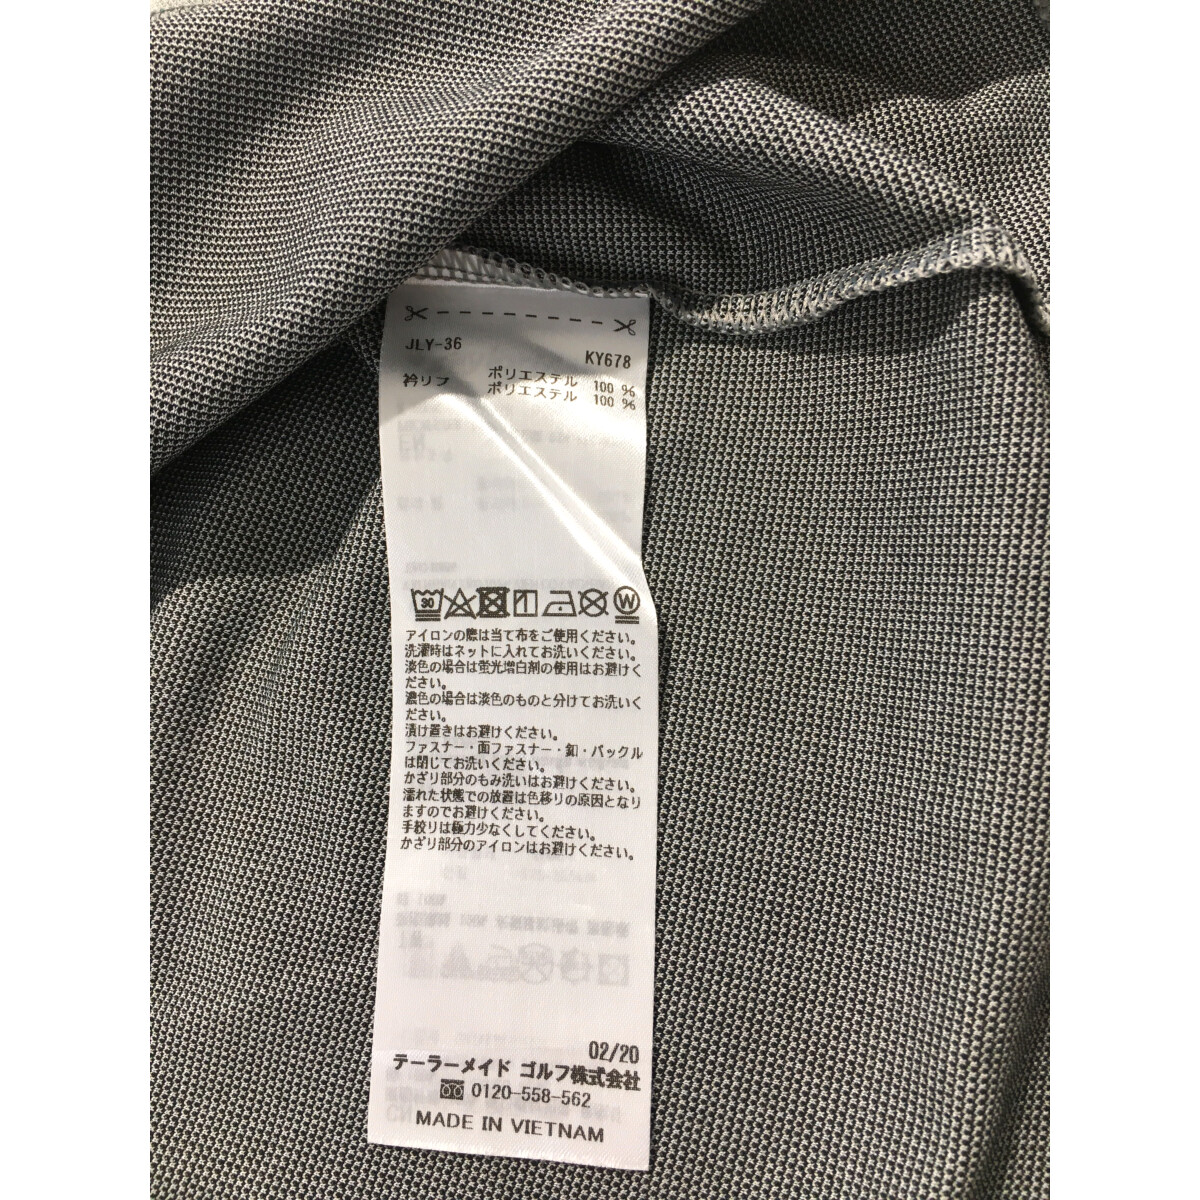 JLY-36 KY678
ポリエステル 100 %
衿リブ ポリエステル 100 %
30 W
アイロンの際は当て布をご使用ください。
洗濯時はネットに入れてお洗いください。
淡色の場合は蛍光増白剤の使用はお避けく
ださい。
濃色の場合は淡色のものと分けてお洗いく
ださい。
漬け置きはお避けください。
ファスナー・面ファスナー・釦・バックル
は閉じてお洗いください。
かざり部分のもみ洗いはお避けください。
濡れた状態での放置は色移りの原因となり
ますのでお避けください。
手絞りは極力少なくしてください。
かざり部分のアイロンはお避けください。
02/20
テーラーメイド ゴルフ株式会社
0120-558-562
MADE IN VIETNAM